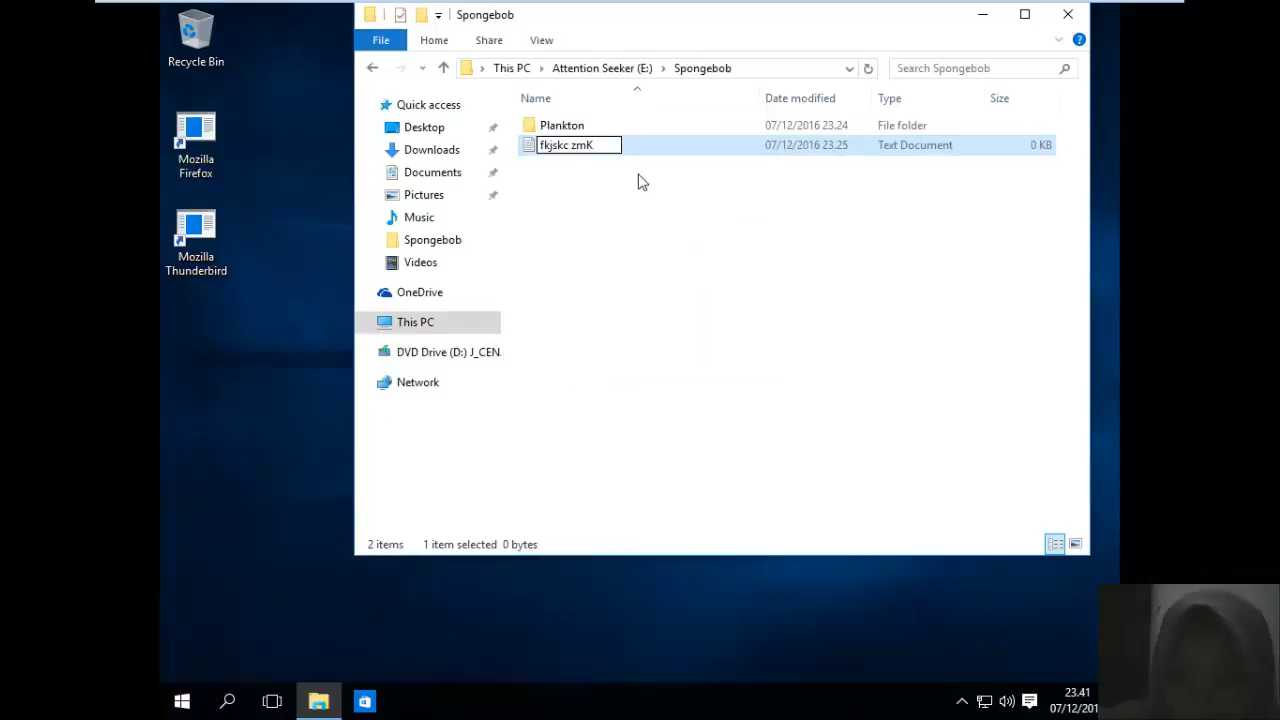 Spongebob
Recycle Bin
Mozilla
Firefox
Mozilla
Thunderbird
File
Home
Share
View
This PC
Attention Seeker (E:)
Spongebob
Search Spongebob
Quick access
Desktop
Downloads
Documents
Pictures
Music
Spongebob
Videos
OneDrive
This PC
DVD Drive (D:) J_CEN
Network
Name Date modified Type Size
Plankton 07/12/2016 23.24 File folder
fkjskc zmK 07/12/2016 23.25 Text Document 0 KB
2 items 1 item selected 0 bytes
23.41
07/12/201